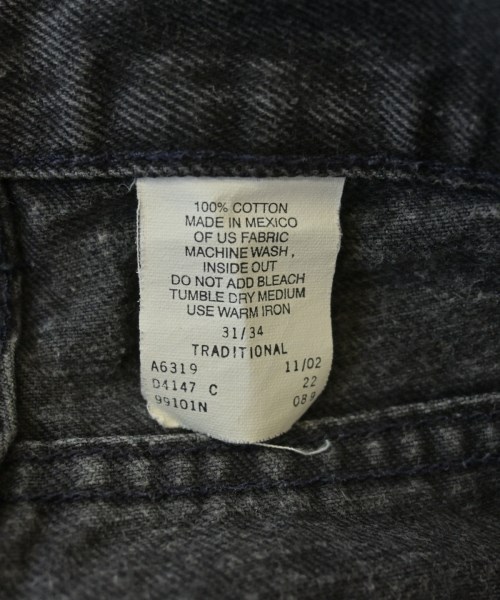 100% COTTON
MADE IN MEXICO
OF US FABRIC
MACHINE WASH,
INSIDE OUT
DO NOT ADD BLEACH
TUMBLE DRY MEDIUM
USE WARM IRON
31/34
TRADITIONAL
A6319 11/02
D4147 C 22
99101N 089